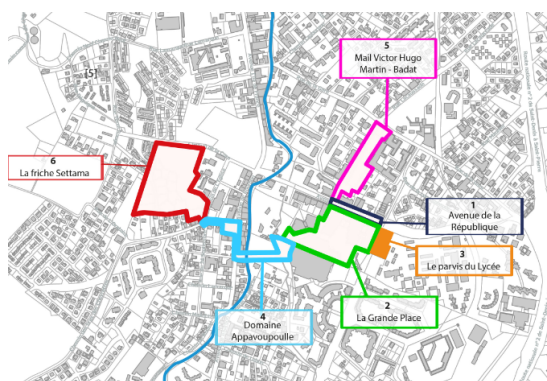 5
Mail Victor Hugo
Martin - Badat
[5]
6
La friche Settama
1
Avenue de la
République
3
Le parvis du Lycée
2
La Grande Place
4
Domaine
Appavoupoulle